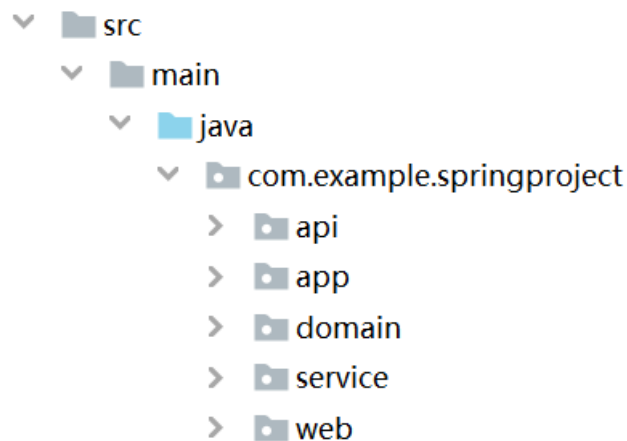 src
main
java
com.example.springproject
api
app
domain
service
web